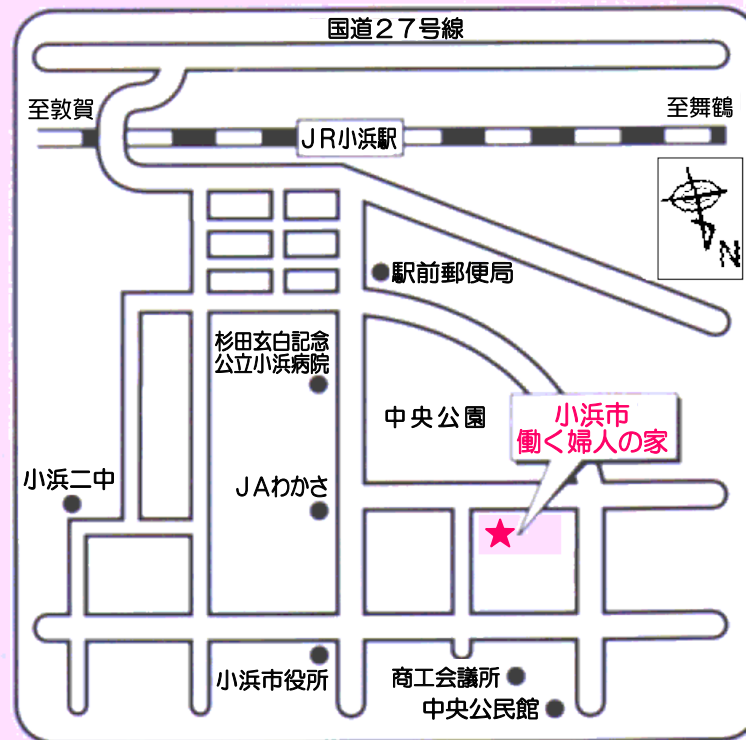 国道27号線
至敦賀
至舞鶴
JR小浜駅
N
駅前郵便局
杉田玄白記念
公立小浜病院
中央公園
小浜市
働く婦人の家
小浜二中
JAわかさ
小浜市役所
商工会議所
中央公民館